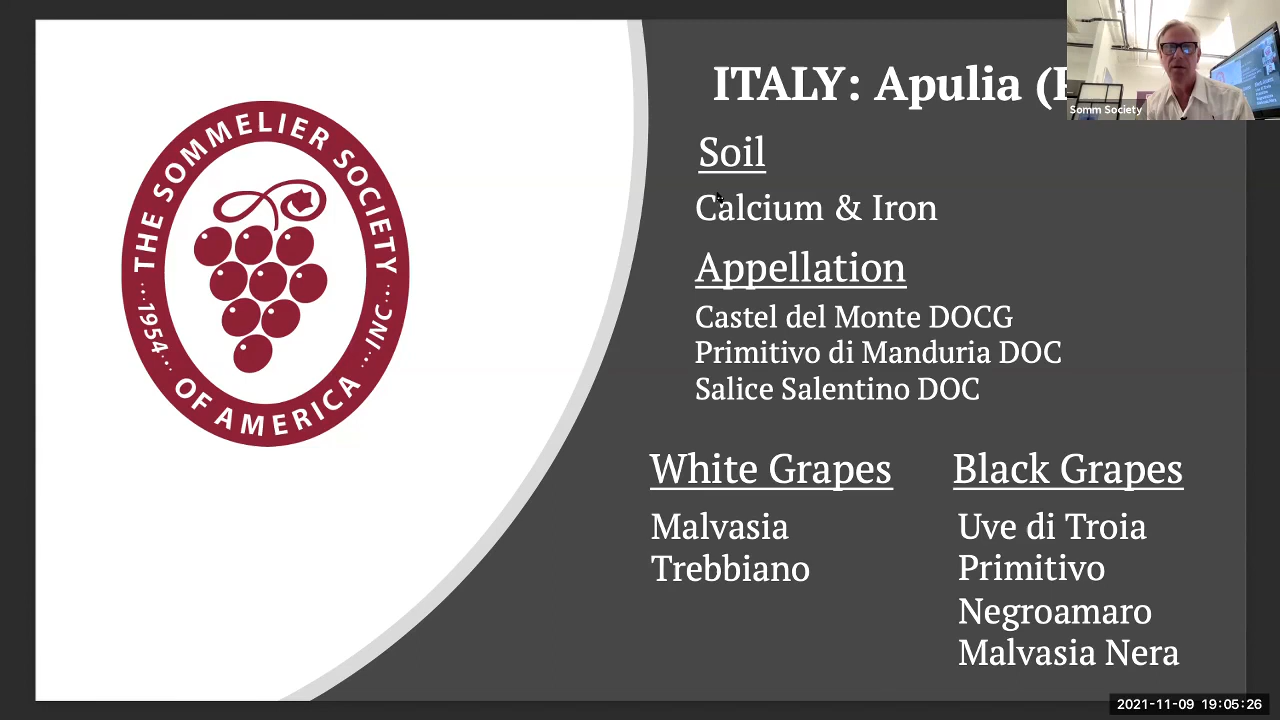 THE SOMMELIER SOCIETY
OF AMERICA
INC
1954
ITALY: Apulia (
Somm Society
Soil
Calcium & Iron
Appellation
Castel del Monte DOCG
Primitivo di Manduria DOC
Salice Salentino DOC
White Grapes
Malvasia
Trebbiano
Black Grapes
Uve di Troia
Primitivo
Negroamaro
Malvasia Nera
2021-11-09 19:05:26